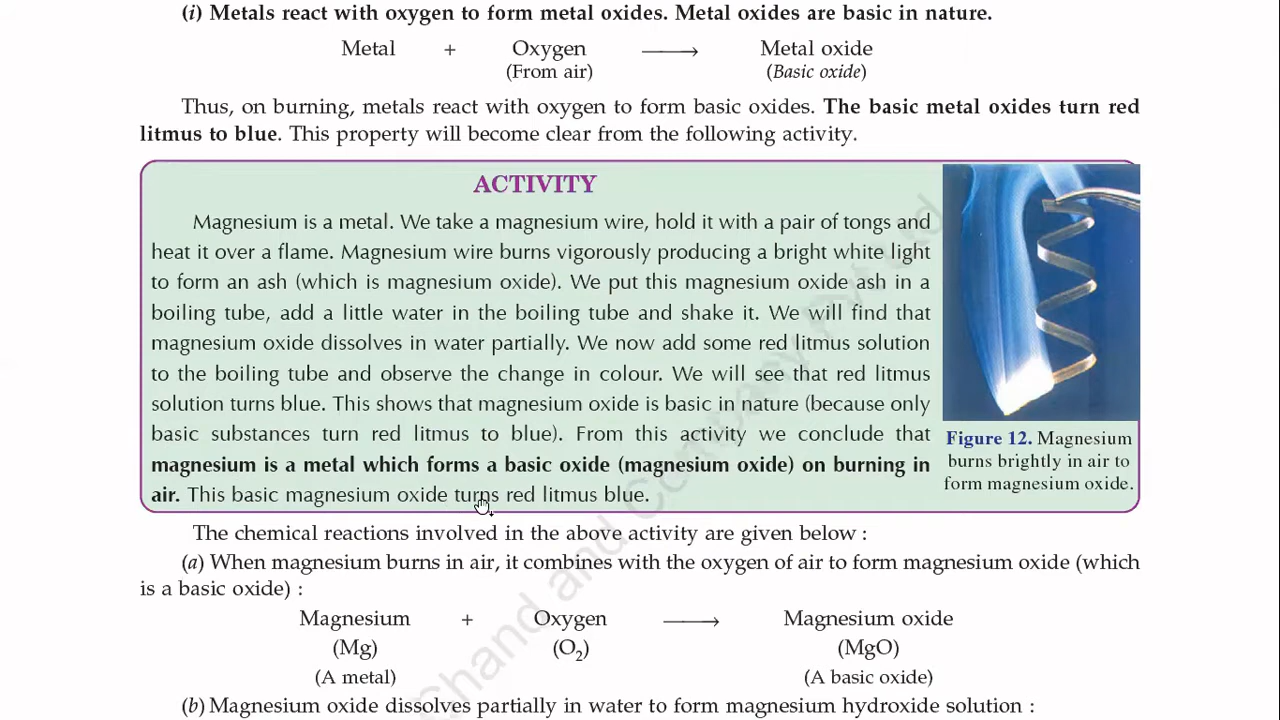 (i) Metals react with oxygen to form metal oxides. Metal oxides are basic in nature.
Metal + Oxygen ⟶ Metal oxide
(From air) (Basic oxide)
Thus, on burning, metals react with oxygen to form basic oxides. The basic metal oxides turn red
litmus to blue. This property will become clear from the following activity.
ACTIVITY
Magnesium is a metal. We take a magnesium wire, hold it with a pair of tongs and
heat it over a flame. Magnesium wire burns vigorously producing a bright white light
to form an ash (which is magnesium oxide). We put this magnesium oxide ash in a
boiling tube, add a little water in the boiling tube and shake it. We will find that
magnesium oxide dissolves in water partially. We now add some red litmus solution
to the boiling tube and observe the change in colour. We will see that red litmus
solution turns blue. This shows that magnesium oxide is basic in nature (because only
basic substances turn red litmus to blue). From this activity we conclude that
magnesium is a metal which forms a basic oxide (magnesium oxide) on burning in
air. This basic magnesium oxide turns red litmus blue.
Figure 12. Magnesium
burns brightly in air to
form magnesium oxide.
The chemical reactions involved in the above activity are given below :
(a) When magnesium burns in air, it combines with the oxygen of air to form magnesium oxide (which
is a basic oxide) :
Magnesium + Oxygen ⟶ Magnesium oxide
(Mg) (O₂) (MgO)
(A metal) (A basic oxide)
(b) Magnesium oxide dissolves partially in water to form magnesium hydroxide solution :
Chand and Company